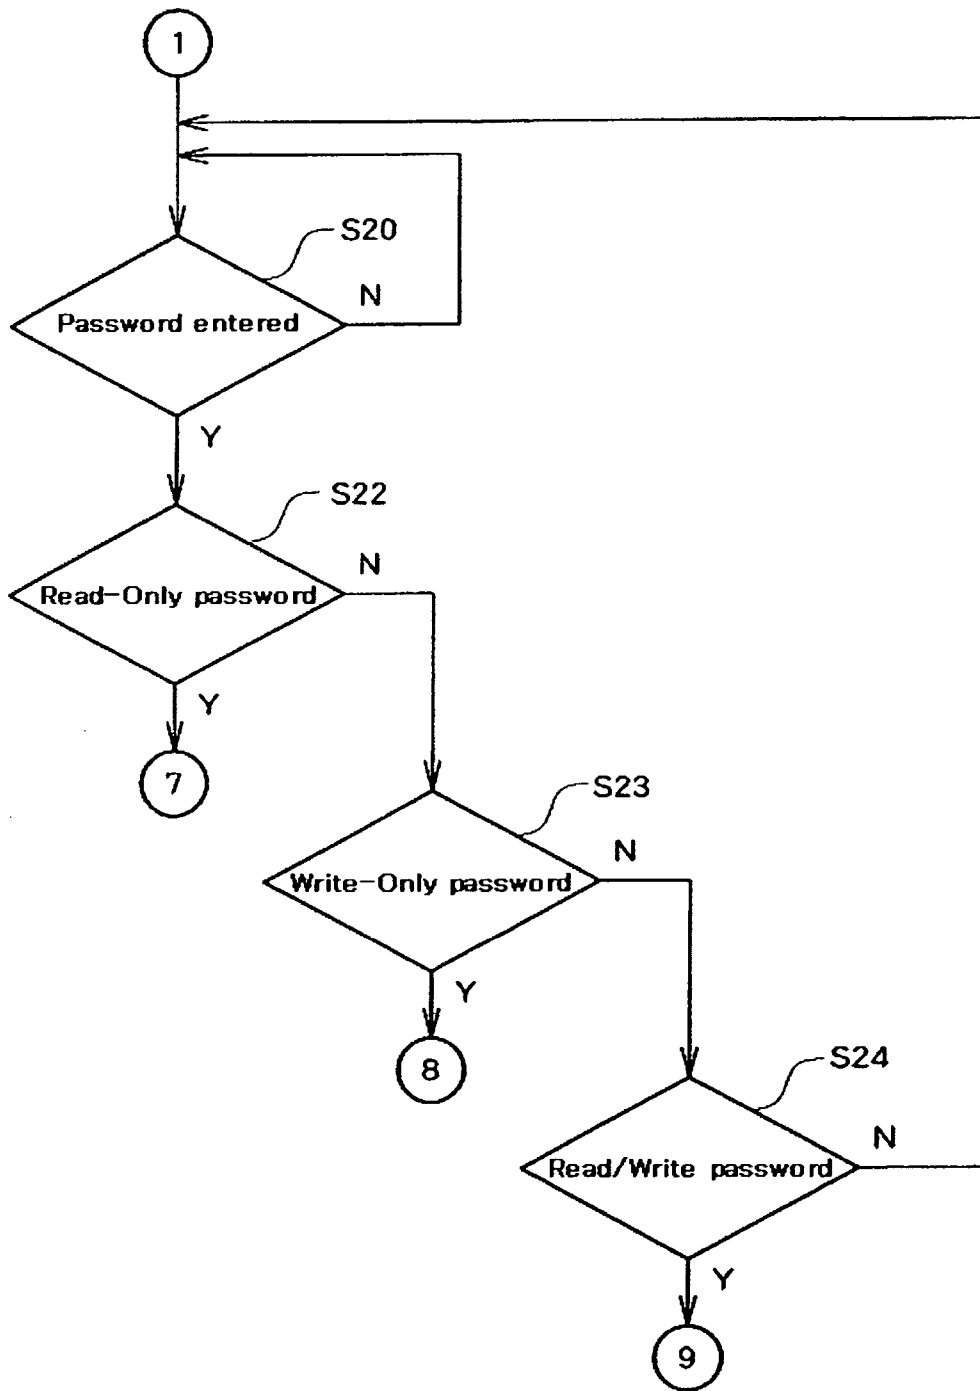 1
S20
N
Password entered
Y
S22
N
Read-Only password
Y
7
S23
N
Write-Only password
Y
8
S24
N
Read/Write password
Y
9